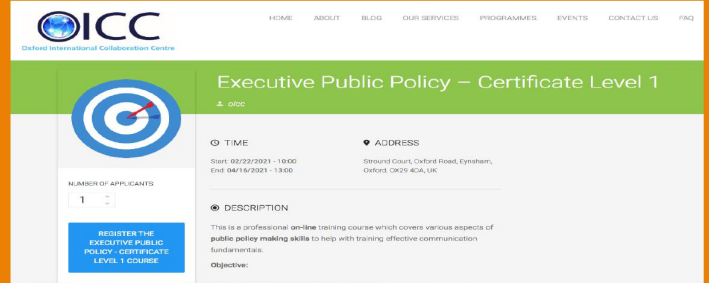 OICC
Oxford International Collaboration Centre
HOME ABOUT BLOG OUR SERVICES PROGRAMMES EVENTS CONTACT US FAQ
Executive Public Policy – Certificate Level 1
oicc
TIME
Start: 02/22/2021 - 10:00
End: 04/16/2021 - 13:00
ADDRESS
Stround Court, Oxford Road, Eynsham,
Oxford, OX29 4DA, UK
NUMBER OF APPLICANTS
1
REGISTER THE
EXECUTIVE PUBLIC
POLICY - CERTIFICATE
LEVEL 1 COURSE
DESCRIPTION
This is a professional on-line training course which covers various aspects of
public policy making skills to help with training effective communication
fundamentals.
Objective: